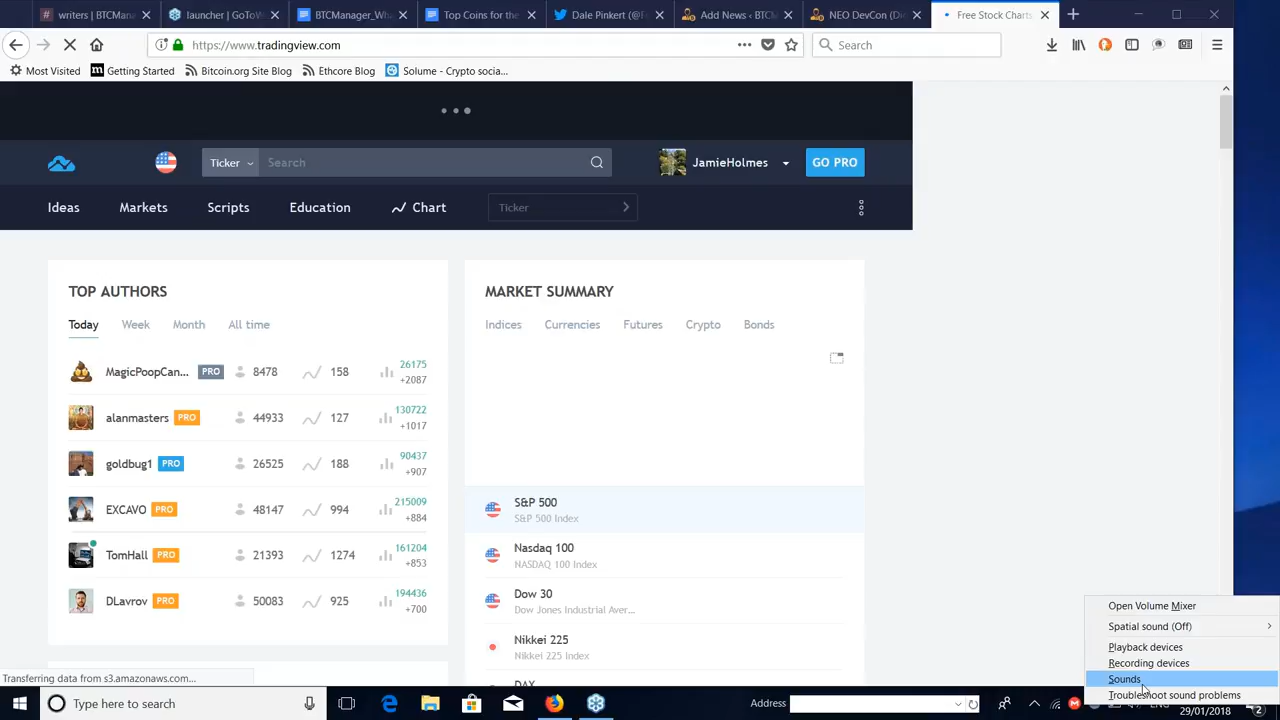 writers | BTCMan
launcher | GoTo
Manager_Wha
Top Coins for the
Dale Pinkert (@F
Add News ‹ BTCM
NEO DevCon (Di
Free Stock Charts
https://www.tradingview.com
Search
Most Visited
Getting Started
Bitcoin.org Site Blog
Ethcore Blog
Solume - Crypto socia...
Ticker
Search
JamieHolmes
GO PRO
Ideas
Markets
Scripts
Education
Chart
Ticker
TOP AUTHORS
Today
Week
Month
All time
MagicPoopCan... PRO 8478 158 26175
+2087
alanmasters PRO 44933 127 130722
+1017
goldbug1 PRO 26525 188 90437
+907
EXCAVO PRO 48147 994 215009
+884
TomHall PRO 21393 1274 161204
+853
DLavrov PRO 50083 925 194436
+700
MARKET SUMMARY
Indices
Currencies
Futures
Crypto
Bonds
S&P 500
S&P 500 Index
Nasdaq 100
NASDAQ 100 Index
Dow 30
Dow Jones Industrial Aver...
Nikkei 225
Nikkei 225 Index
DAX
Open Volume Mixer
Spatial sound (Off)
Playback devices
Recording devices
Sounds
Troubleshoot sound problems
Transferring data from s3.amazonaws.com...
Type here to search
Address
29/01/2018
2